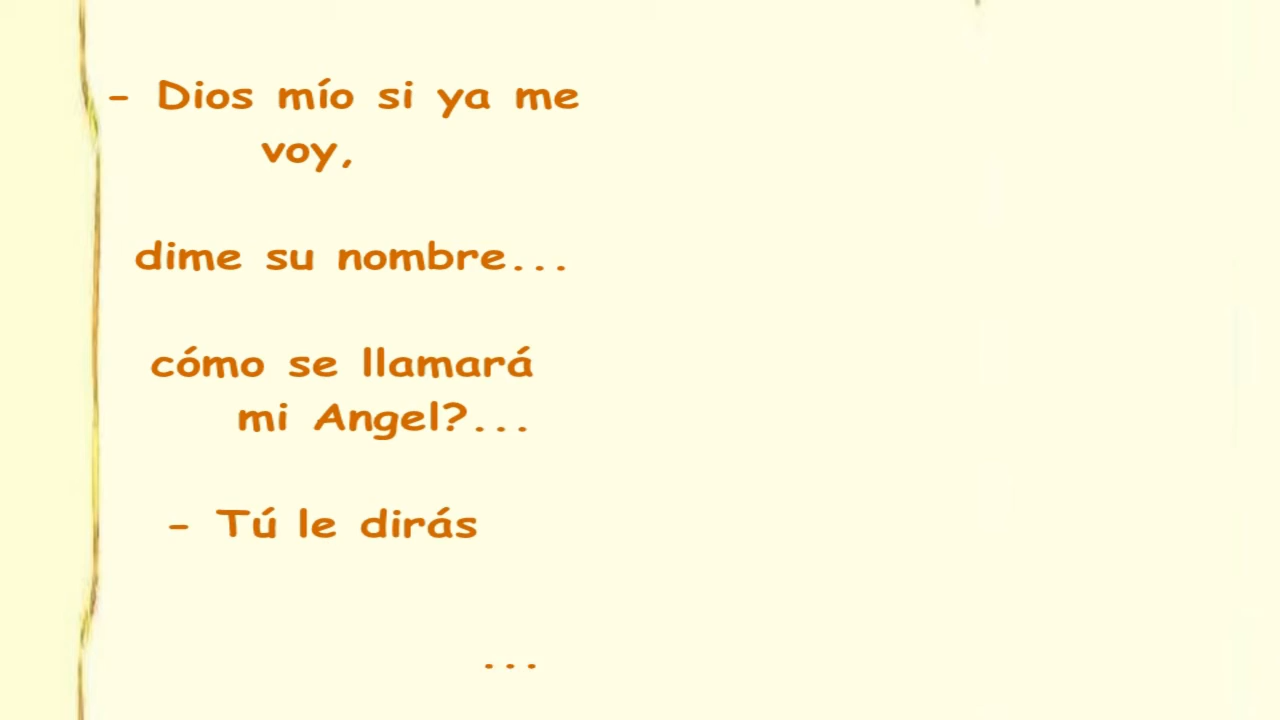 - Dios mío si ya me
voy,
dime su nombre...
cómo se llamará
mi Angel?...
- Tú le dirás
...